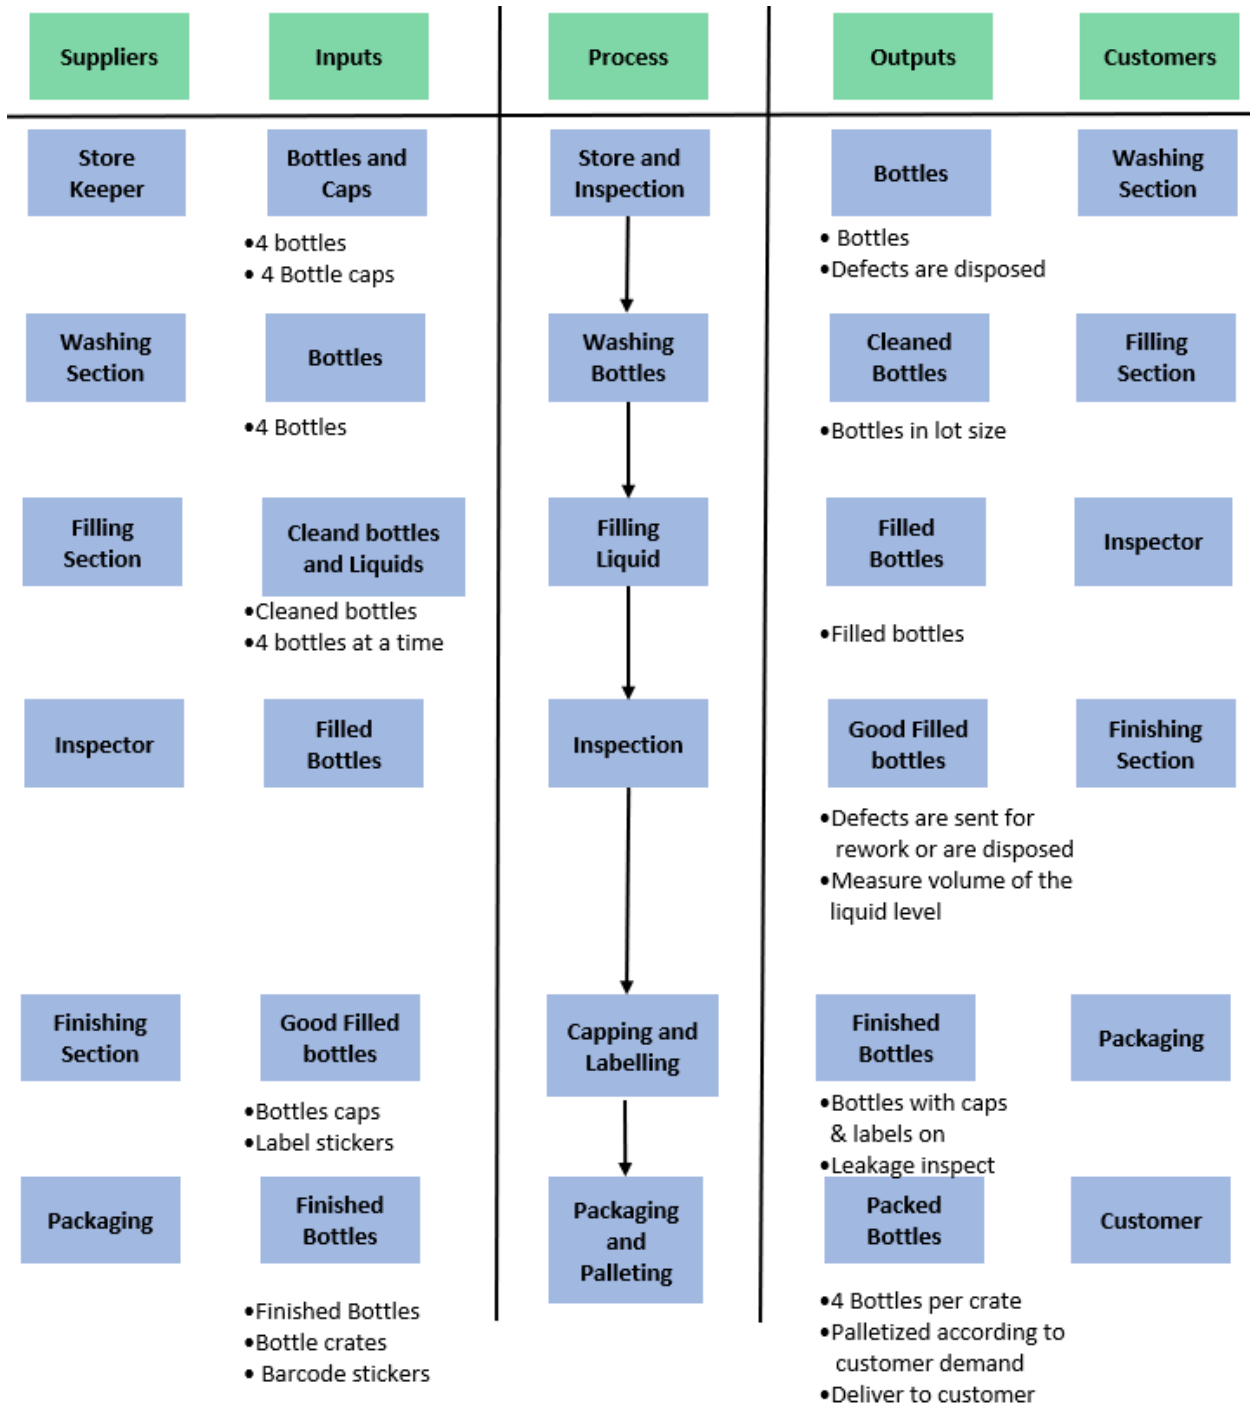 Suppliers
Inputs
Process
Outputs
Customers
Store
Keeper
Bottles and
Caps
•4 bottles
• 4 Bottle caps
Store and
Inspection
Bottles
• Bottles
•Defects are disposed
Washing
Section
Washing
Section
Bottles
•4 Bottles
Washing
Bottles
Cleaned
Bottles
•Bottles in lot size
Filling
Section
Filling
Section
Cleand bottles
and Liquids
•Cleaned bottles
•4 bottles at a time
Filling
Liquid
Filled
Bottles
•Filled bottles
Inspector
Inspector
Filled
Bottles
Inspection
Good Filled
bottles
•Defects are sent for
rework or are disposed
•Measure volume of the
liquid level
Finishing
Section
Finishing
Section
Good Filled
bottles
•Bottles caps
•Label stickers
Capping and
Labelling
Finished
Bottles
•Bottles with caps
& labels on
•Leakage inspect
Packaging
Packaging
Finished
Bottles
•Finished Bottles
•Bottle crates
• Barcode stickers
Packaging
and
Palleting
Packed
Bottles
•4 Bottles per crate
•Palletized according to
customer demand
•Deliver to customer
Customer